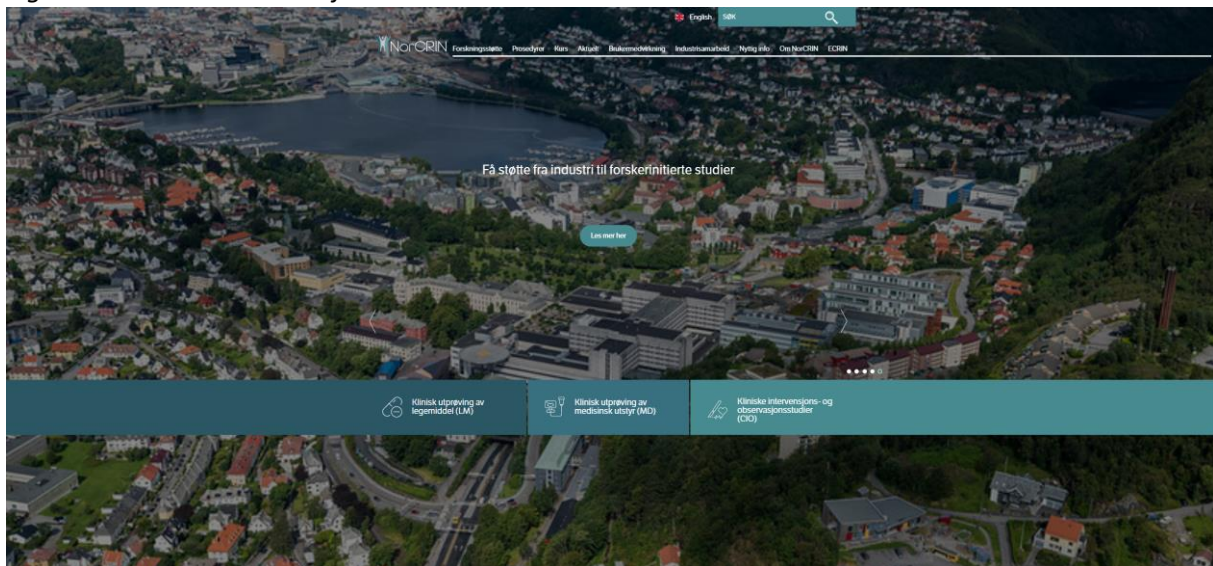 English
SØK
NorCRIN
Forskningsstøtte Prosedyrer Kurs Aktuelt Brukermedvirkning Industrisamarbeid Nyttig info Om NorCRIN ECRIN
Få støtte fra industri til forskerinitierte studier
Les mer her
Klinisk utprøving av
legemiddel (LM)
Klinisk utprøving av
medisinsk utstyr (MD)
Kliniske intervensjons- og
observasjonsstudier
(CIO)